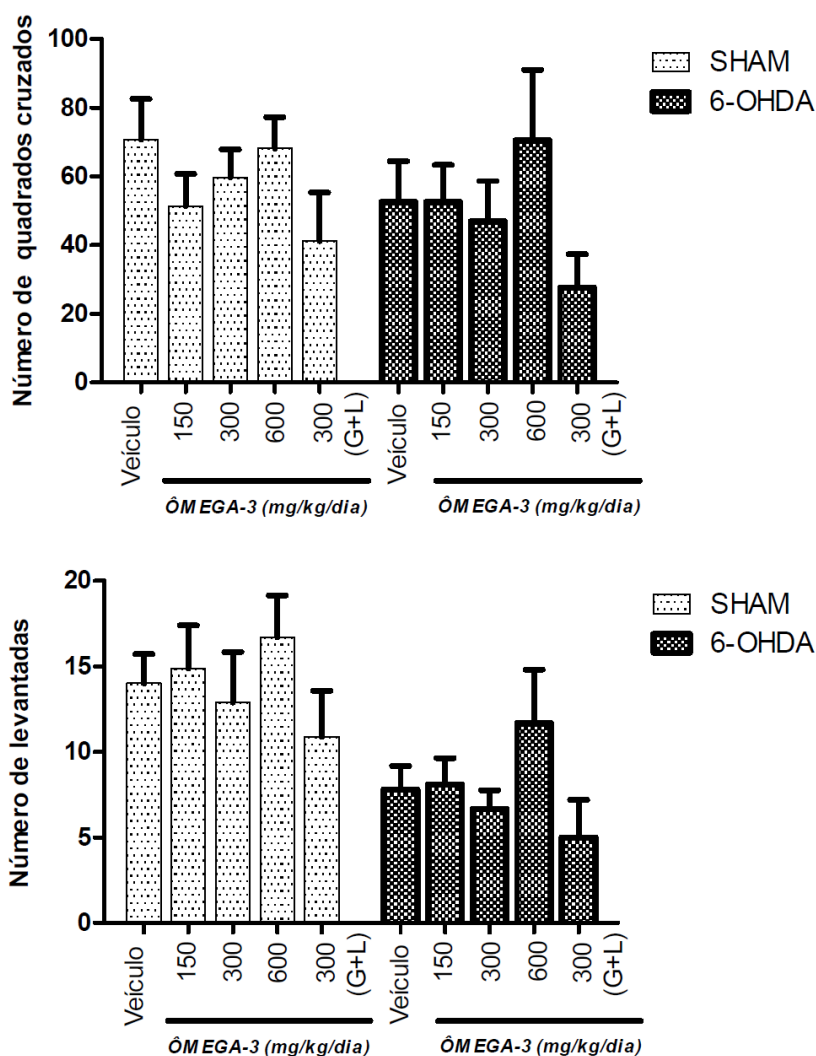 Número de quadrados cruzados
100
80
60
40
20
0
SHAM
6-OHDA
Veículo
150
300
600
300
(G+L)
Veículo
150
300
600
300
(G+L)
ÔMEGA-3 (mg/kg/dia)
ÔMEGA-3 (mg/kg/dia)
Número de levantadas
20
15
10
5
0
SHAM
6-OHDA
Veículo
150
300
600
300
(G+L)
Veículo
150
300
600
300
(G+L)
ÔMEGA-3 (mg/kg/dia)
ÔMEGA-3 (mg/kg/dia)